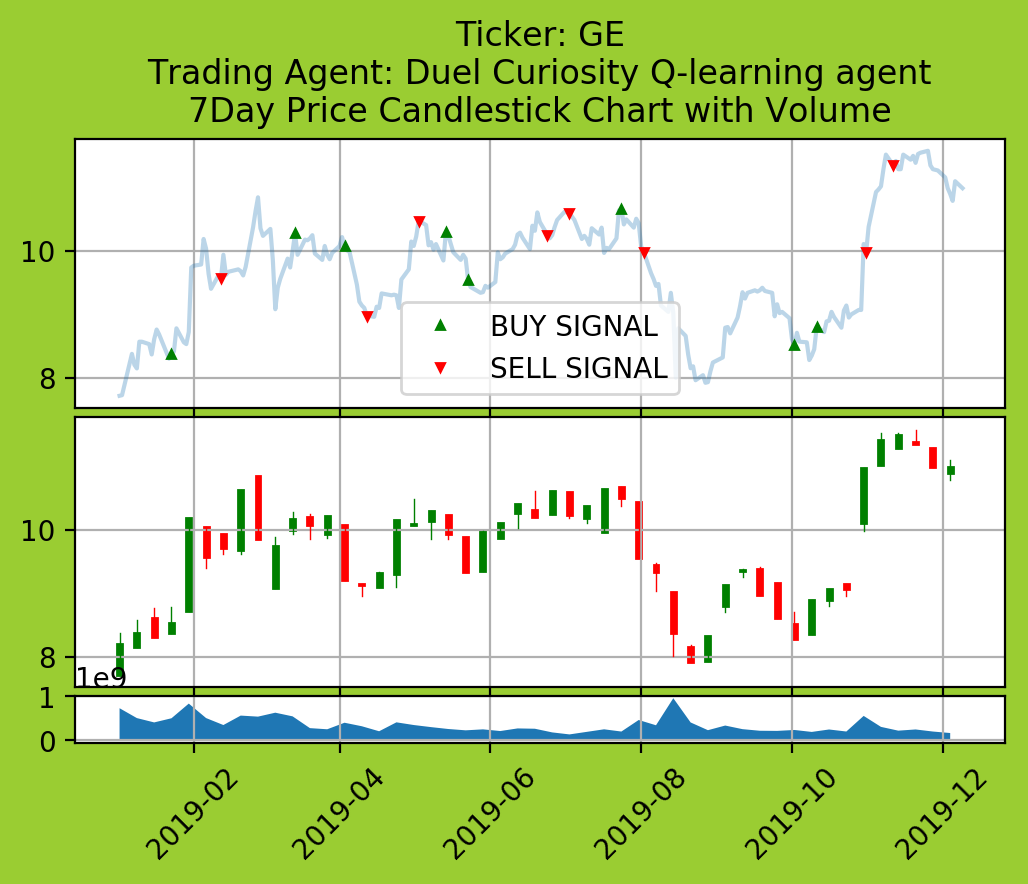 Ticker: GE
Trading Agent: Duel Curiosity Q-learning agent
7Day Price Candlestick Chart with Volume
10
8
BUY SIGNAL
SELL SIGNAL
10
8
1e9
1
0
2019-02
2019-04
2019-06
2019-08
2019-10
2019-12